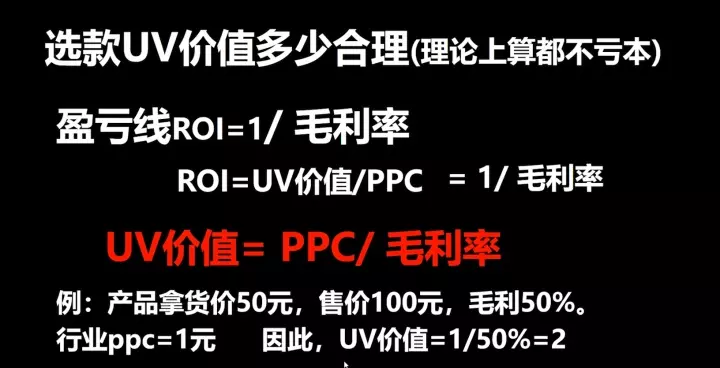 选款UV价值多少合理(理论上算都不亏本)
盈亏线ROI=1/ 毛利率
ROI=UV价值/PPC = 1/ 毛利率
UV价值= PPC/ 毛利率
例：产品拿货价50元，售价100元，毛利50%。
行业ppc=1元 因此，UV价值=1/50%=2